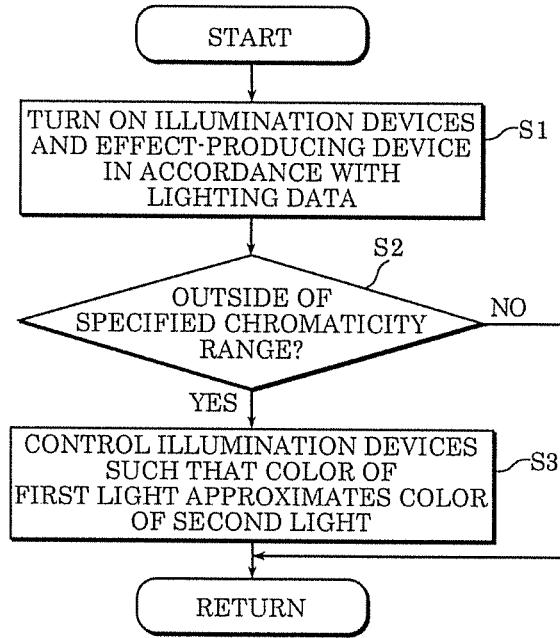 START
TURN ON ILLUMINATION DEVICES
AND EFFECT-PRODUCING DEVICE
IN ACCORDANCE WITH
LIGHTING DATA
S1
S2
OUTSIDE OF
SPECIFIED CHROMATICITY
RANGE?
NO
YES
CONTROL ILLUMINATION DEVICES
SUCH THAT COLOR OF
FIRST LIGHT APPROXIMATES COLOR
OF SECOND LIGHT
S3
RETURN